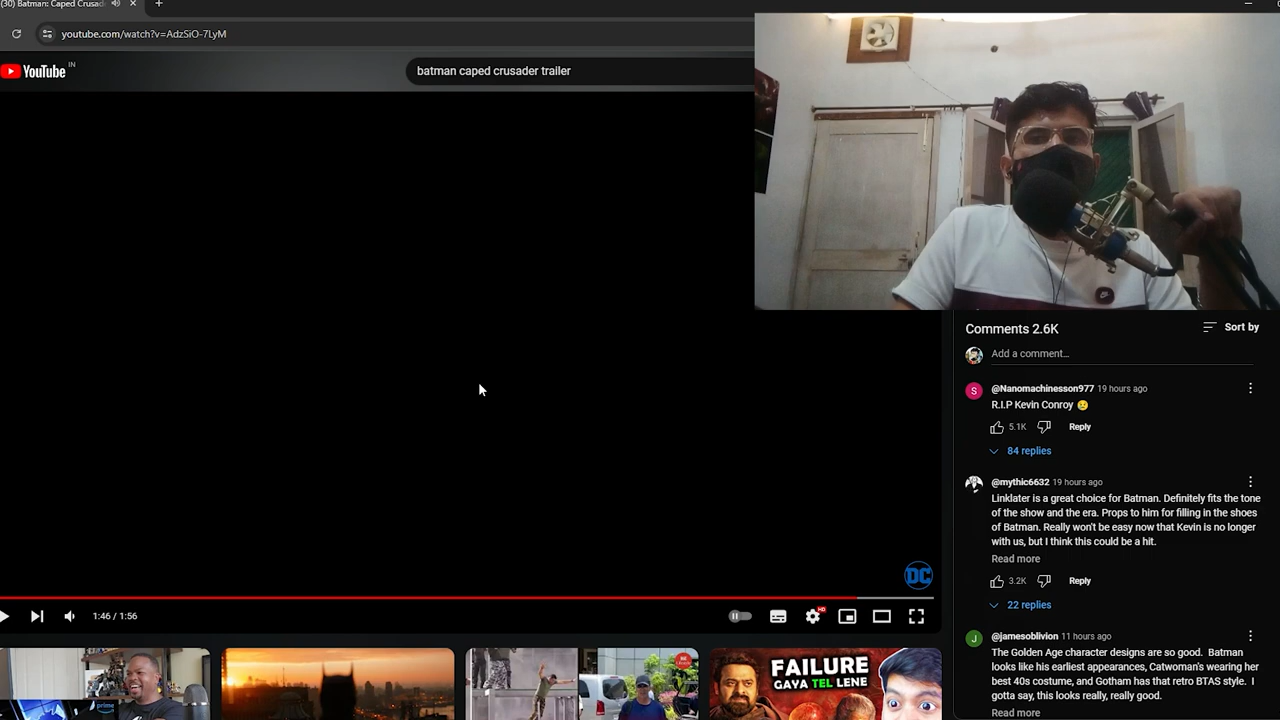 (30) Batman: Caped Crusad
youtube.com/watch?v=AdzSiO-7LyM
YouTube IN
batman caped crusader trailer
DC
1:46 / 1:56
HD
Comments 2.6K
Sort by
Add a comment...
S
@Nanomachinesson977 19 hours ago
R.I.P Kevin Conroy 😢
5.1K
Reply
84 replies
@mythic6632 19 hours ago
Linklater is a great choice for Batman. Definitely fits the tone
of the show and the era. Props to him for filling in the shoes
of Batman. Really won't be easy now that Kevin is no longer
with us, but I think this could be a hit.
Read more
3.2K
Reply
22 replies
J
@jamesoblivion 11 hours ago
The Golden Age character designs are so good. Batman
looks like his earliest appearances, Catwoman's wearing her
best 40s costume, and Gotham has that retro BTAS style. I
gotta say, this looks really, really good.
Read more
prime
FAILURE
GAYA TEL LENE